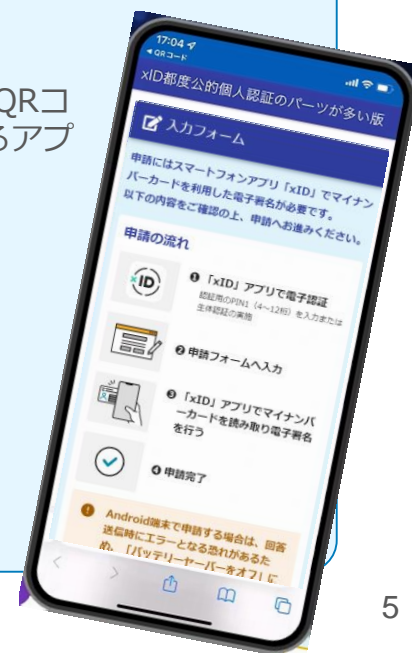 QRコ
るアプ
17:04
◀ QRコード
xID都度公的個人認証のパーツが多い版
入力フォーム
申請にはスマートフォンアプリ「xID」でマイナン
バーカードを利用した電子署名が必要です。
以下の内容をご確認の上、申請へお進みください。
申請の流れ
xID
❶ 「xID」アプリで電子認証
認証用のPIN1（4～12桁）を入力または
生体認証の実施
❷ 申請フォームへ入力
❸ 「xID」アプリでマイナンバ
ーカードを読み取り電子署名
を行う
❹ 申請完了
Android端末で申請する場合は、回答
送信時にエラーとなる恐れがあるた
め、「バッテリーセーバーをオフ」に
5